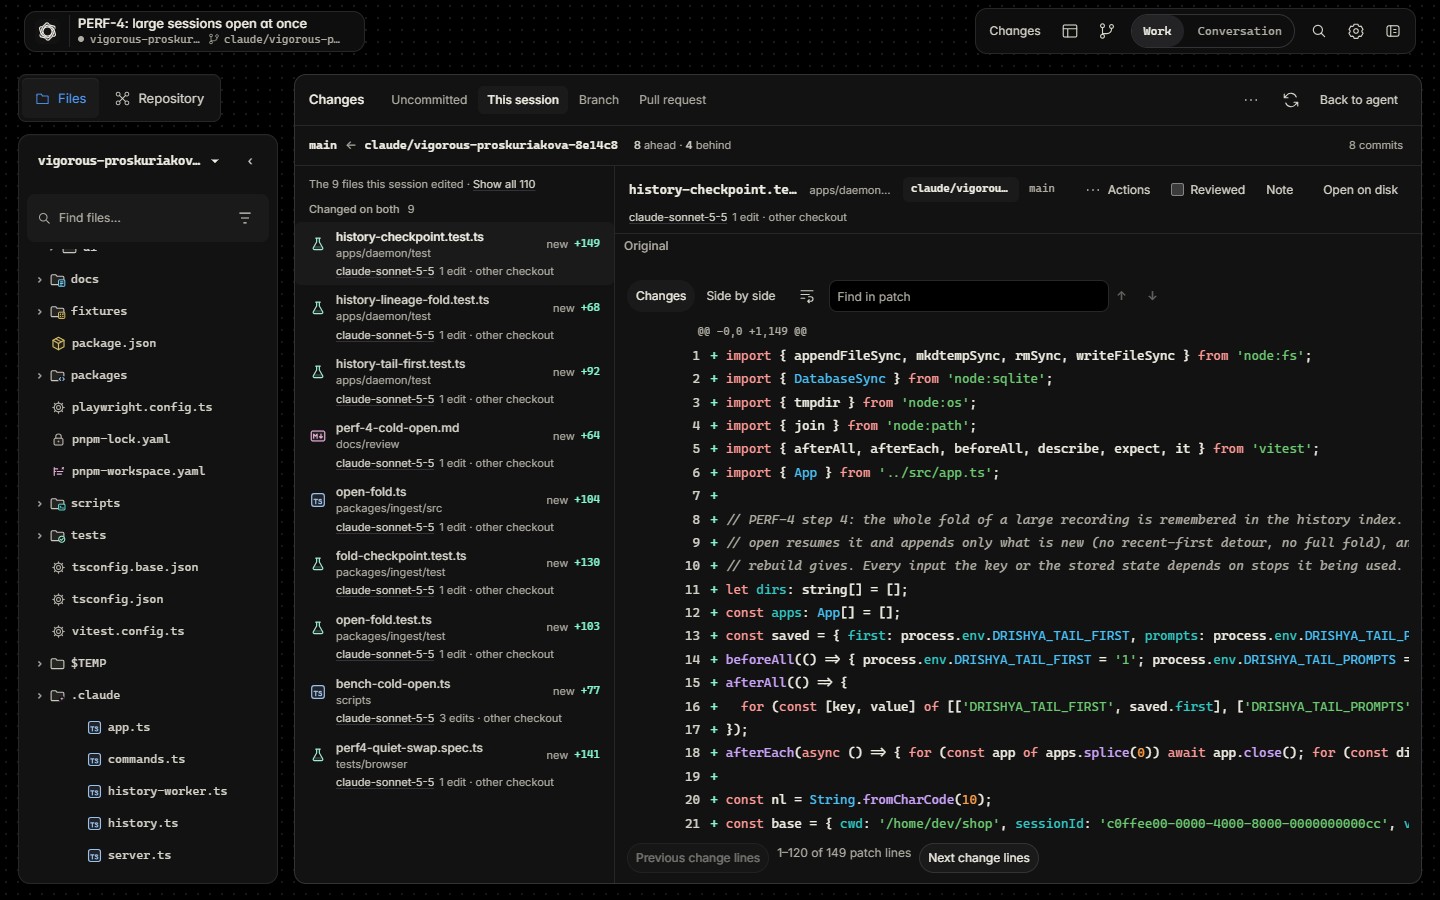 PERF-4: large sessions open at once
vigorous-proskur… claude/vigorous-p…
Changes Work Conversation
Files Repository
vigorous-proskuriakov…
Find files…
docs
fixtures
package.json
packages
playwright.config.ts
pnpm-lock.yaml
pnpm-workspace.yaml
scripts
tests
tsconfig.base.json
tsconfig.json
vitest.config.ts
$TEMP
.claude
app.ts
commands.ts
history-worker.ts
history.ts
server.ts
Changes Uncommitted This session Branch Pull request ··· Back to agent
main ← claude/vigorous-proskuriakova-8e14c8 8 ahead · 4 behind 8 commits
The 9 files this session edited · Show all 110
Changed on both 9
history-checkpoint.test.ts new +149
apps/daemon/test
claude-sonnet-5-5 1 edit · other checkout
history-lineage-fold.test.ts new +68
apps/daemon/test
claude-sonnet-5-5 1 edit · other checkout
history-tail-first.test.ts new +92
apps/daemon/test
claude-sonnet-5-5 1 edit · other checkout
perf-4-cold-open.md new +64
docs/review
claude-sonnet-5-5 1 edit · other checkout
open-fold.ts new +104
packages/ingest/src
claude-sonnet-5-5 1 edit · other checkout
fold-checkpoint.test.ts new +130
packages/ingest/test
claude-sonnet-5-5 1 edit · other checkout
open-fold.test.ts new +103
packages/ingest/test
claude-sonnet-5-5 1 edit · other checkout
bench-cold-open.ts new +77
scripts
claude-sonnet-5-5 3 edits · other checkout
perf4-quiet-swap.spec.ts new +141
tests/browser
claude-sonnet-5-5 1 edit · other checkout
history-checkpoint.te… apps/daemon… claude/vigorou… main ··· Actions Reviewed Note Open on disk
claude-sonnet-5-5 1 edit · other checkout
Original
Changes Side by side Find in patch ↑ ↓
@@ -0,0 +1,149 @@
1 + import { appendFileSync, mkdtempSync, rmSync, writeFileSync } from 'node:fs';
2 + import { DatabaseSync } from 'node:sqlite';
3 + import { tmpdir } from 'node:os';
4 + import { join } from 'node:path';
5 + import { afterAll, afterEach, beforeAll, describe, expect, it } from 'vitest';
6 + import { App } from '../src/app.ts';
7 +
8 + // PERF-4 step 4: the whole fold of a large recording is remembered in the history index.
9 + // open resumes it and appends only what is new (no recent-first detour, no full fold), an
10 + // rebuild gives. Every input the key or the stored state depends on stops it being used.
11 + let dirs: string[] = [];
12 + const apps: App[] = [];
13 + const saved = { first: process.env.DRISHYA_TAIL_FIRST, prompts: process.env.DRISHYA_TAIL_P
14 + beforeAll(() => { process.env.DRISHYA_TAIL_FIRST = '1'; process.env.DRISHYA_TAIL_PROMPTS =
15 + afterAll(() => {
16 +   for (const [key, value] of [['DRISHYA_TAIL_FIRST', saved.first], ['DRISHYA_TAIL_PROMPTS'
17 + });
18 + afterEach(async () => { for (const app of apps.splice(0)) await app.close(); for (const di
19 +
20 + const nl = String.fromCharCode(10);
21 + const base = { cwd: '/home/dev/shop', sessionId: 'c0ffee00-0000-4000-8000-0000000000cc', v
Previous change lines 1–120 of 149 patch lines Next change lines